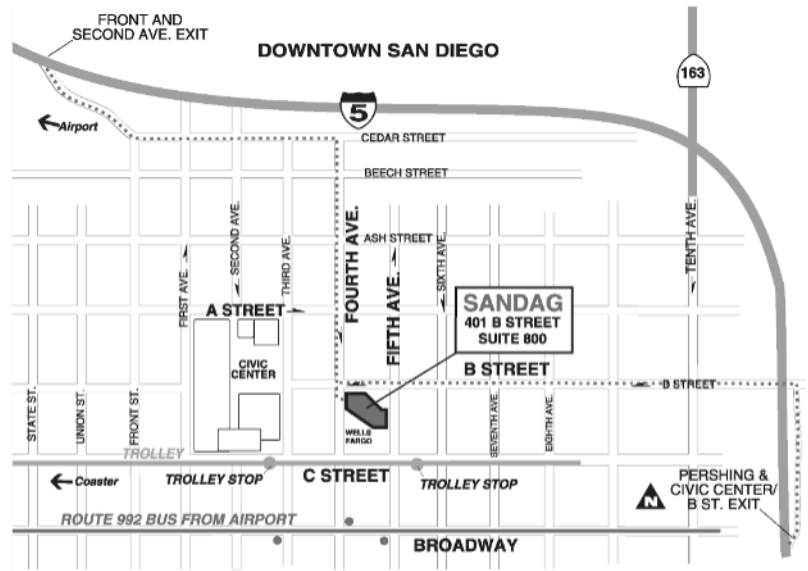 FRONT AND
SECOND AVE. EXIT
DOWNTOWN SAN DIEGO
163
5
Airport
CEDAR STREET
BEECH STREET
ASH STREET
FIRST AVE.
SECOND AVE.
THIRD AVE.
FOURTH AVE.
FIFTH AVE.
SIXTH AVE.
TENTH AVE.
A STREET
SANDAG
401 B STREET
SUITE 800
CIVIC
CENTER
B STREET
B STREET
STATE ST.
UNION ST.
FRONT ST.
WELLS
FARGO
SEVENTH AVE.
EIGHTH AVE.
TROLLEY
Coaster
TROLLEY STOP
C STREET
TROLLEY STOP
PERSHING &
CIVIC CENTER/
B ST. EXIT
N
ROUTE 992 BUS FROM AIRPORT
BROADWAY